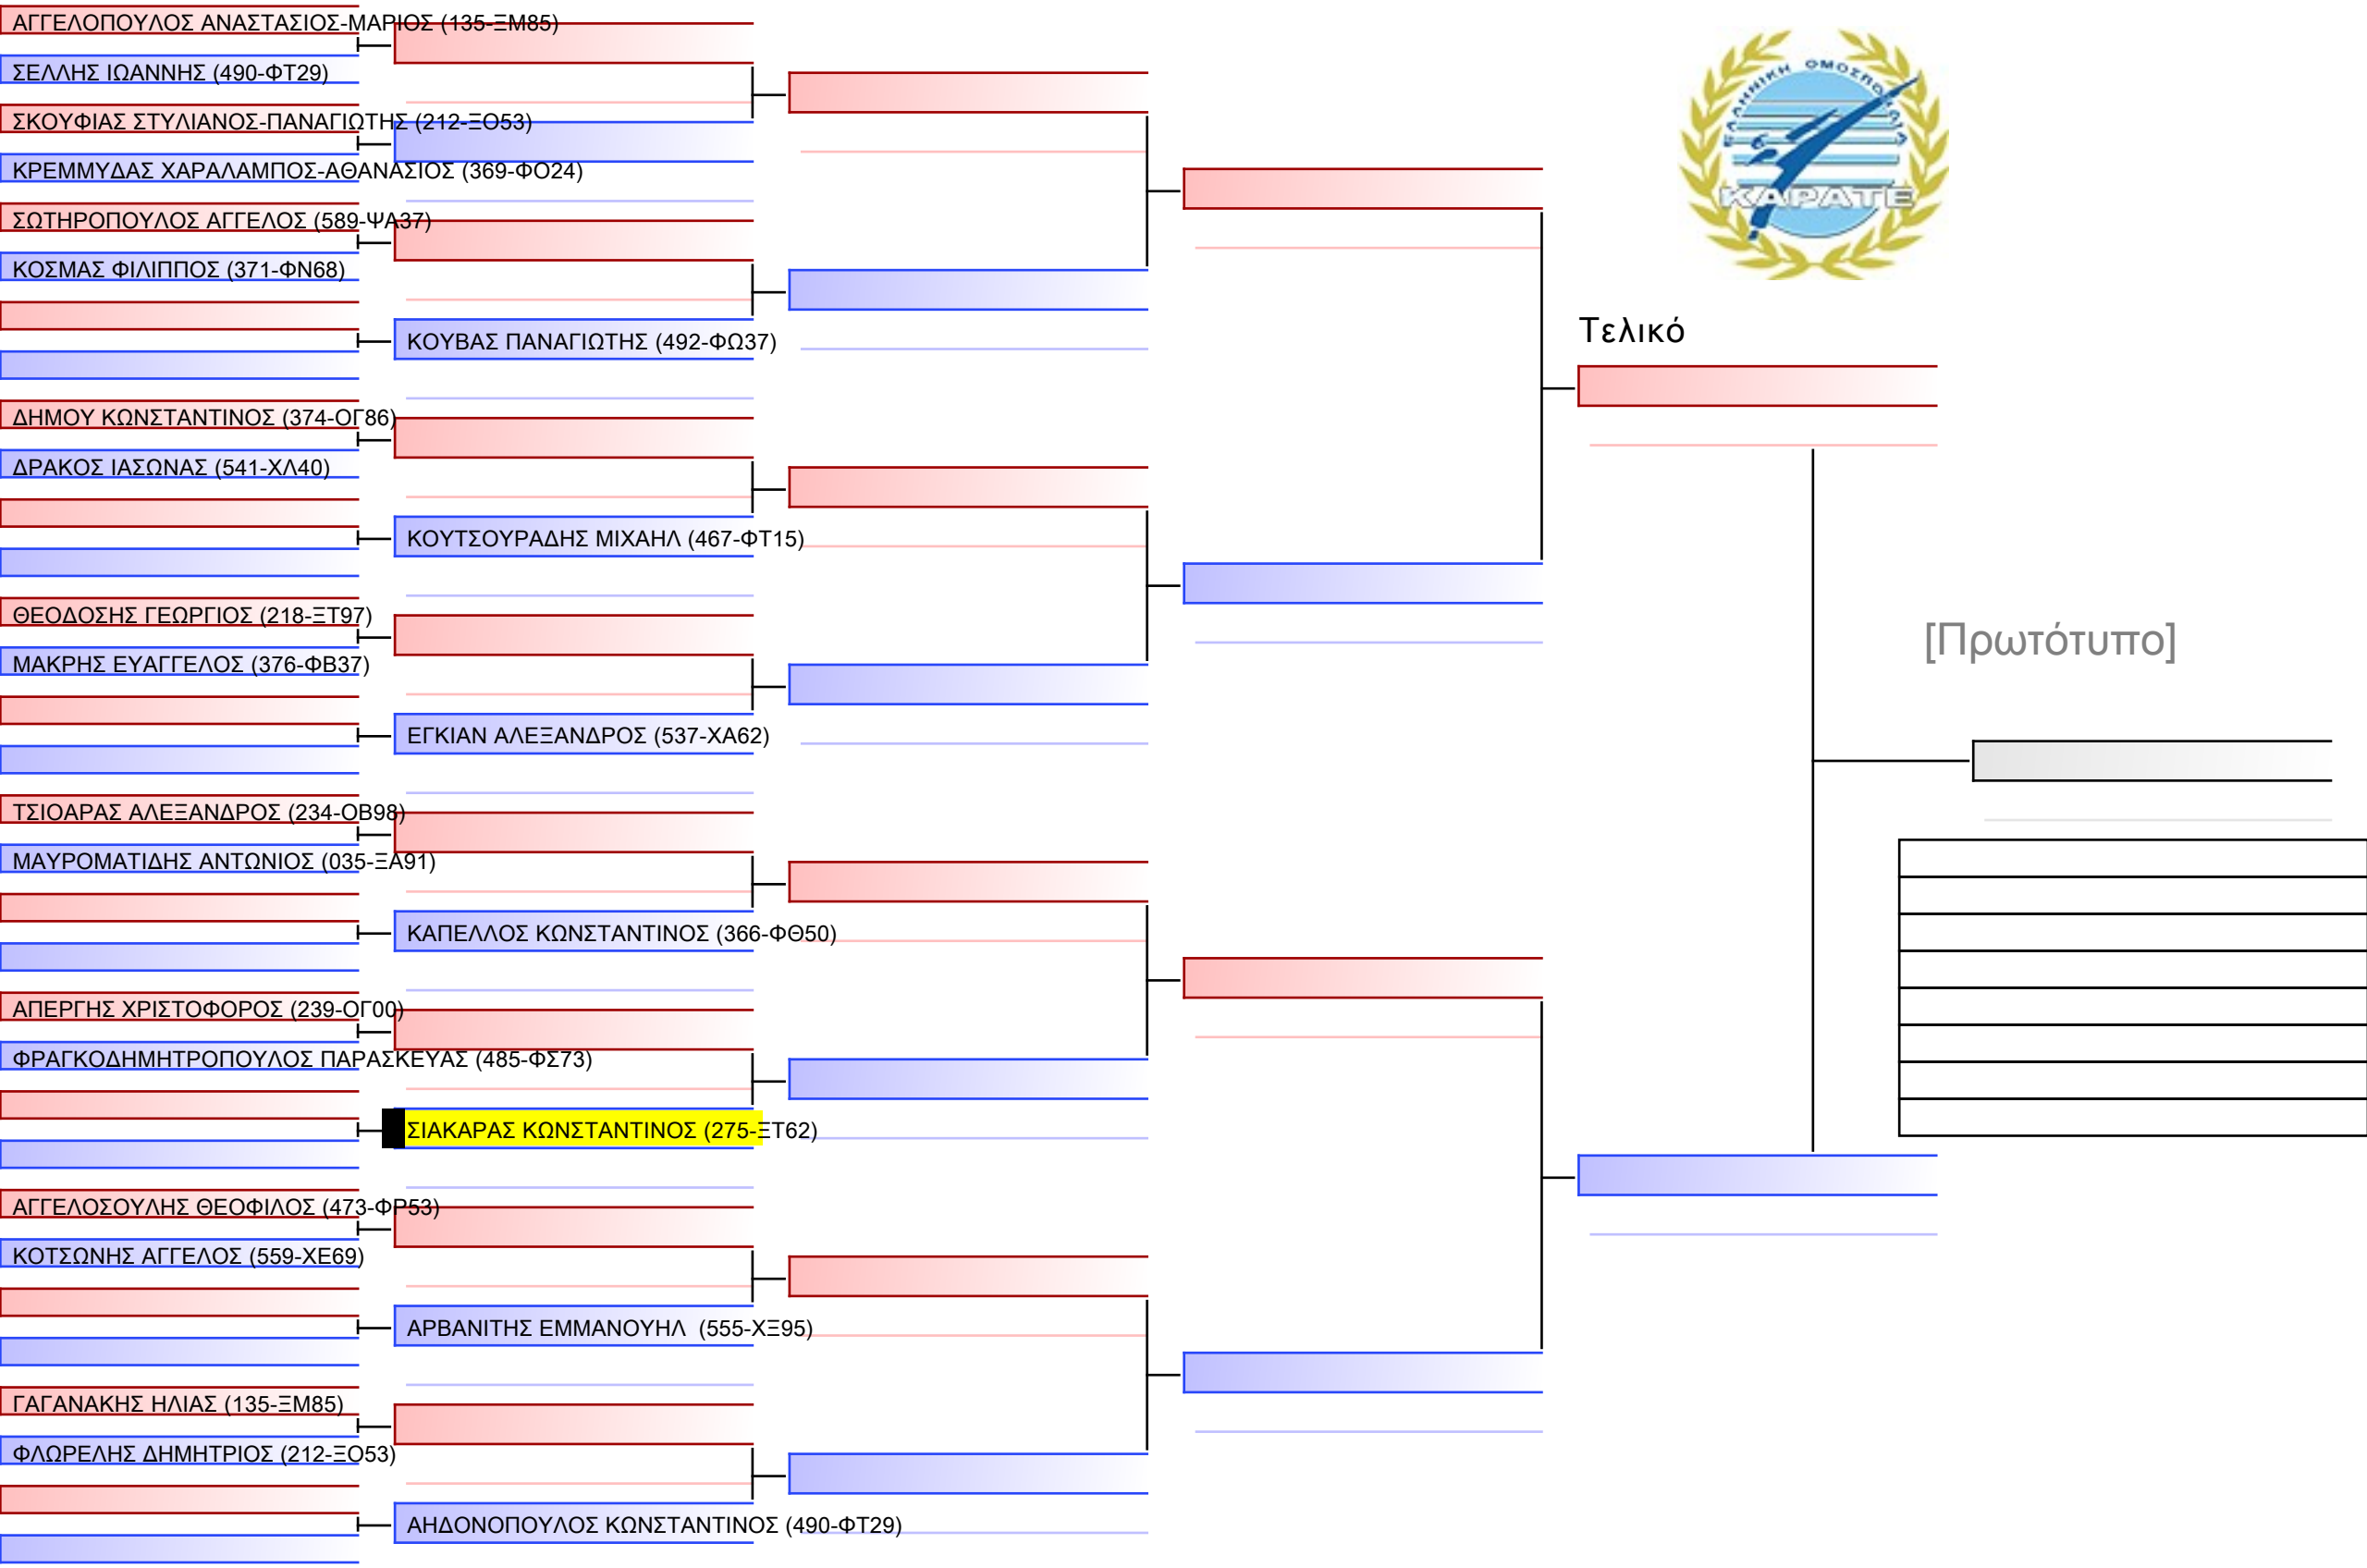 ΑΓΓΕΛΟΠΟΥΛΟΣ ΑΝΑΣΤΑΣΙΟΣ-ΜΑΡΙΟΣ (135-ΞΜ85)
ΣΕΛΛΗΣ ΙΩΑΝΝΗΣ (490-ΦΤ29)
ΣΚΟΥΦΙΑΣ ΣΤΥΛΙΑΝΟΣ-ΠΑΝΑΓΙΩΤΗΣ (212-ΞΟ53)
ΚΡΕΜΜΥΔΑΣ ΧΑΡΑΛΑΜΠΟΣ-ΑΘΑΝΑΣΙΟΣ (369-ΦΟ24)
ΣΩΤΗΡΟΠΟΥΛΟΣ ΑΓΓΕΛΟΣ (589-ΨΑ37)
ΚΟΣΜΑΣ ΦΙΛΙΠΠΟΣ (371-ΦΝ68)
ΚΟΥΒΑΣ ΠΑΝΑΓΙΩΤΗΣ (492-ΦΩ37)
ΔΗΜΟΥ ΚΩΝΣΤΑΝΤΙΝΟΣ (374-ΟΓ86)
ΔΡΑΚΟΣ ΙΑΣΩΝΑΣ (541-ΧΛ40)
ΚΟΥΤΣΟΥΡΑΔΗΣ ΜΙΧΑΗΛ (467-ΦΤ15)
ΘΕΟΔΟΣΗΣ ΓΕΩΡΓΙΟΣ (218-ΞΤ97)
ΜΑΚΡΗΣ ΕΥΑΓΓΕΛΟΣ (376-ΦΒ37)
ΕΓΚΙΑΝ ΑΛΕΞΑΝΔΡΟΣ (537-ΧΑ62)
ΤΣΙΟΑΡΑΣ ΑΛΕΞΑΝΔΡΟΣ (234-ΟΒ98)
ΜΑΥΡΟΜΑΤΙΔΗΣ ΑΝΤΩΝΙΟΣ (035-ΞΑ91)
ΚΑΠΕΛΛΟΣ ΚΩΝΣΤΑΝΤΙΝΟΣ (366-ΦΘ50)
ΑΠΕΡΓΗΣ ΧΡΙΣΤΟΦΟΡΟΣ (239-ΟΓ00)
ΦΡΑΓΚΟΔΗΜΗΤΡΟΠΟΥΛΟΣ ΠΑΡΑΣΚΕΥΑΣ (485-ΦΣ73)
ΣΙΑΚΑΡΑΣ ΚΩΝΣΤΑΝΤΙΝΟΣ (275-ΞΤ62)
ΑΓΓΕΛΟΣΟΥΛΗΣ ΘΕΟΦΙΛΟΣ (473-ΦΡ53)
ΚΟΤΣΩΝΗΣ ΑΓΓΕΛΟΣ (559-ΧΕ69)
ΑΡΒΑΝΙΤΗΣ ΕΜΜΑΝΟΥΗΛ (555-ΧΞ95)
ΓΑΓΑΝΑΚΗΣ ΗΛΙΑΣ (135-ΞΜ85)
ΦΛΩΡΕΛΗΣ ΔΗΜΗΤΡΙΟΣ (212-ΞΟ53)
ΑΗΔΟΝΟΠΟΥΛΟΣ ΚΩΝΣΤΑΝΤΙΝΟΣ (490-ΦΤ29)
ΕΛΛΗΝΙΚΗ ΟΜΟΣΠΟΝΔΙΑ
ΚΑΡΑΤΕ
Τελικό
[Πρωτότυπο]